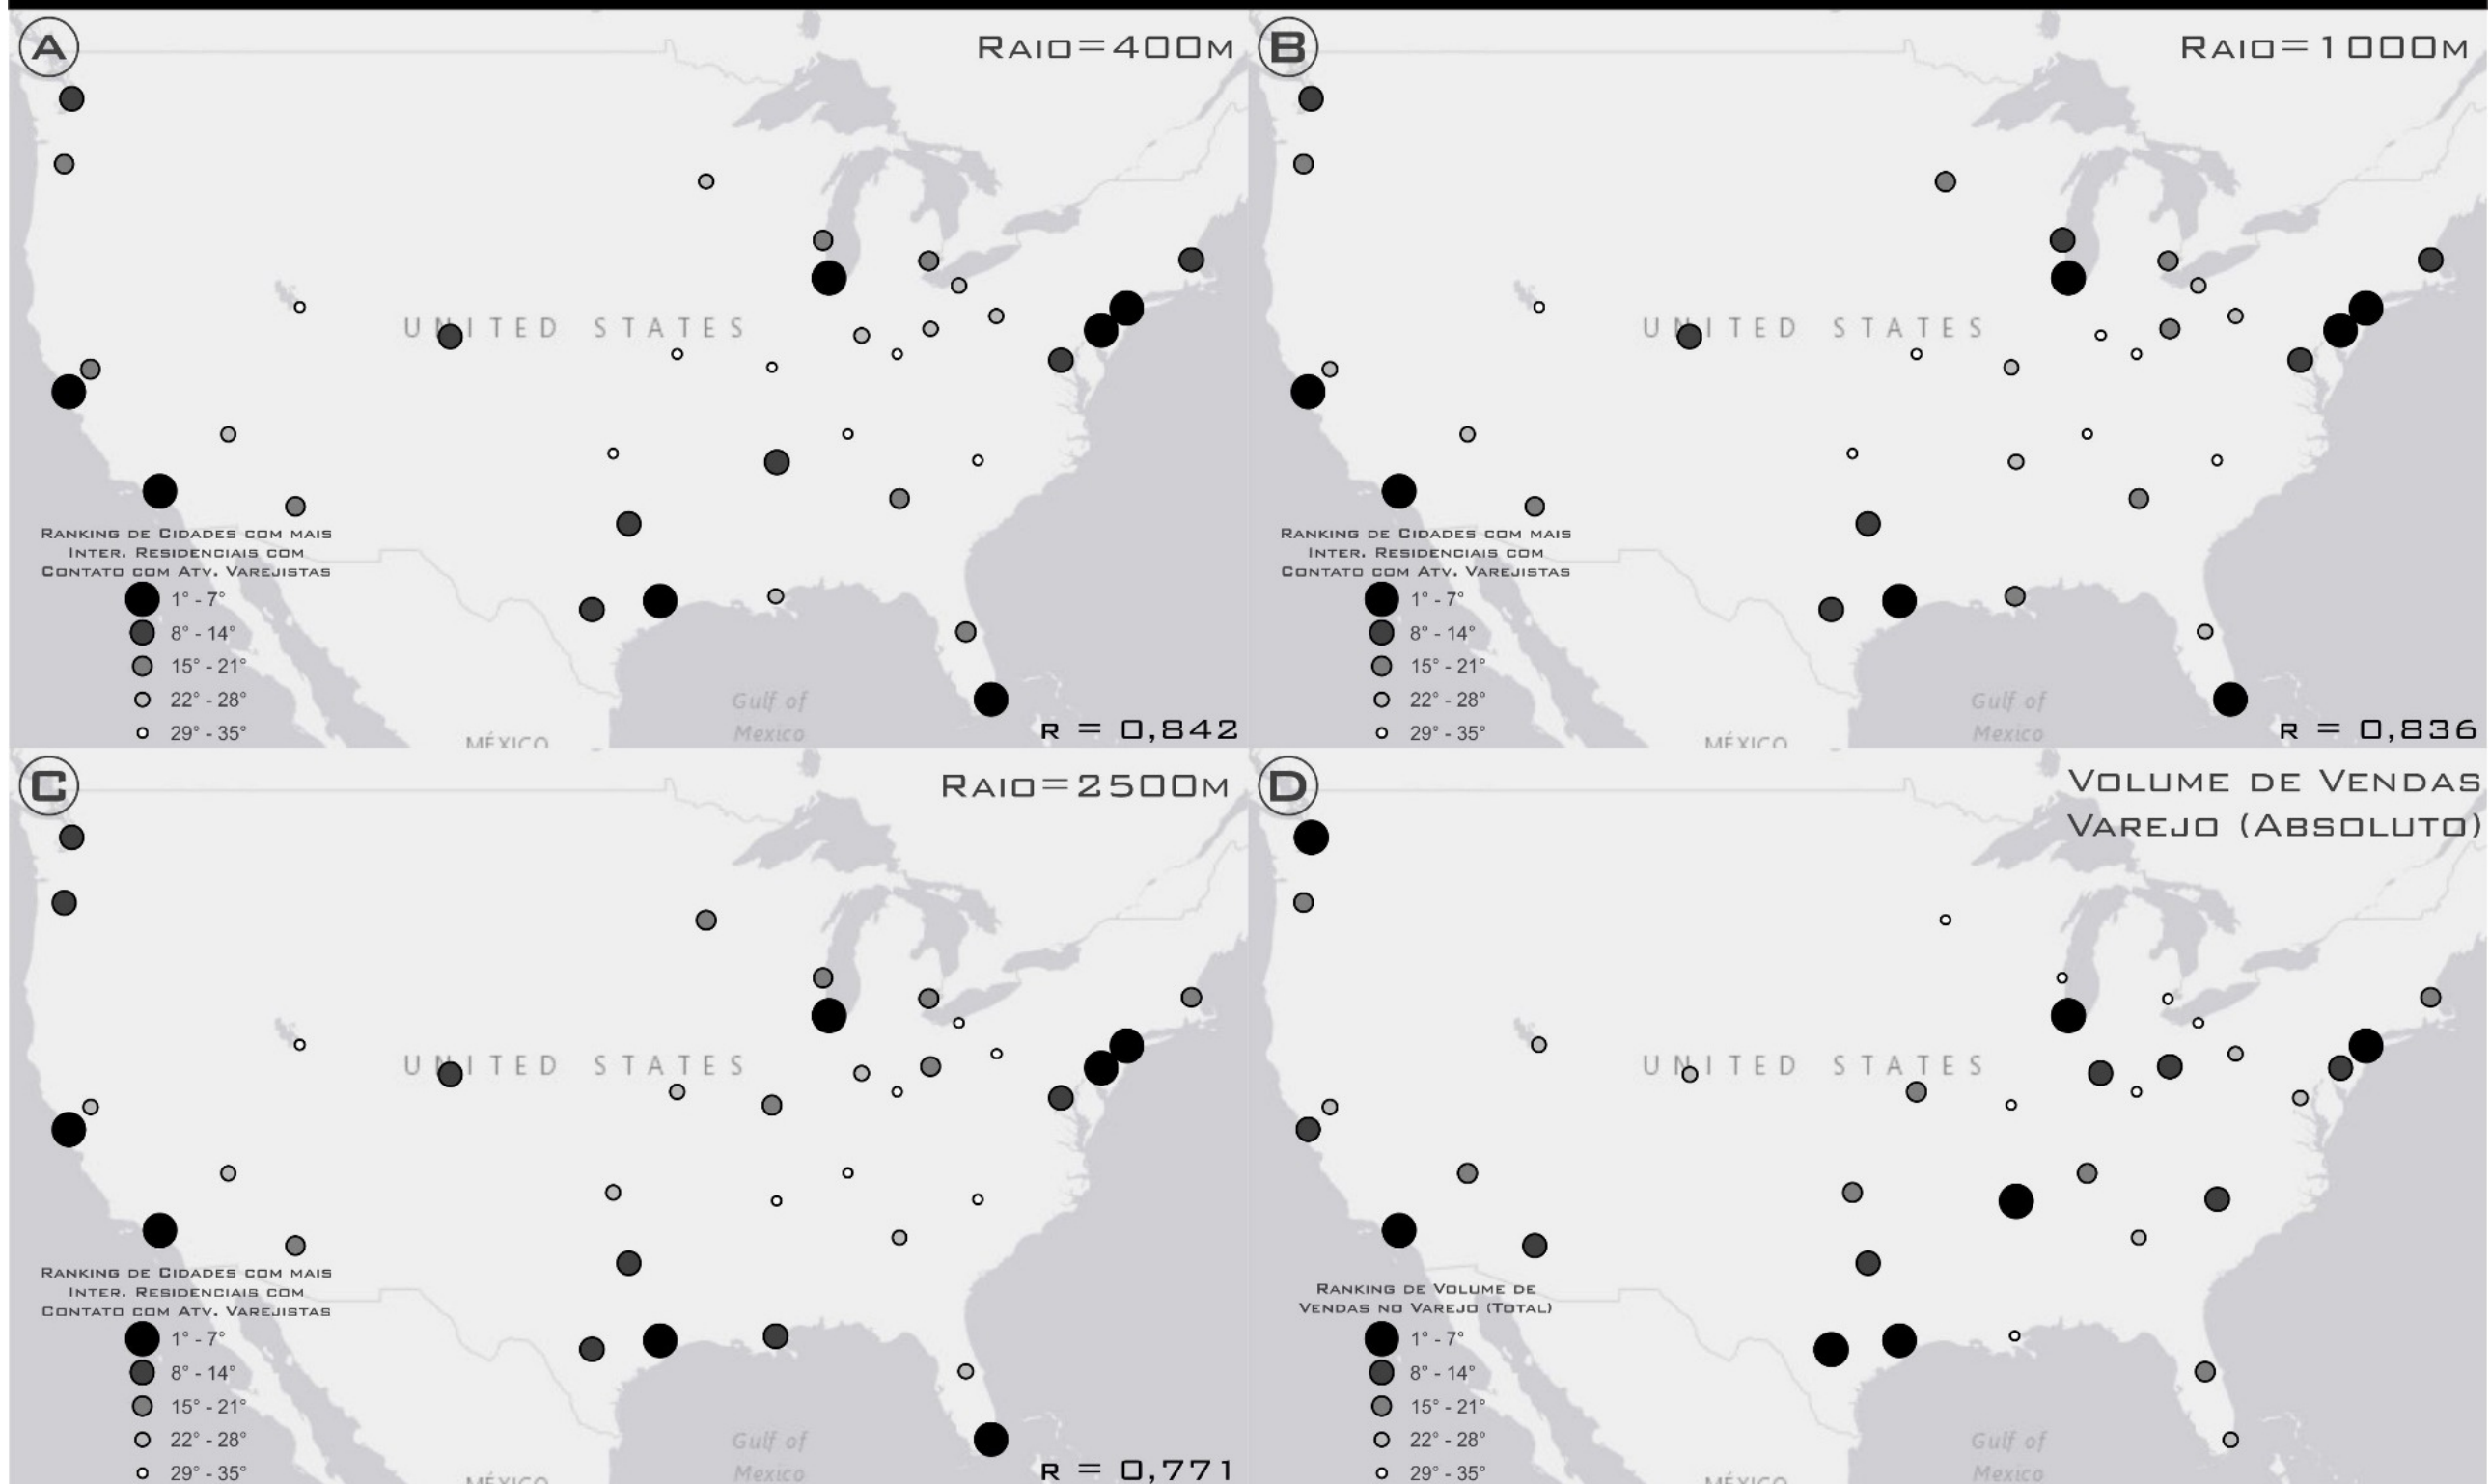 A
RAIO=400M
UNITED STATES
RANKING DE CIDADES COM MAIS
INTER. RESIDENCIAIS COM
CONTATO COM ATV. VAREJISTAS
1° - 7°
8° - 14°
15° - 21°
22° - 28°
29° - 35°
Gulf of
Mexico
MÉXICO
R = 0,842
B
RAIO=1000M
UNITED STATES
RANKING DE CIDADES COM MAIS
INTER. RESIDENCIAIS COM
CONTATO COM ATV. VAREJISTAS
1° - 7°
8° - 14°
15° - 21°
22° - 28°
29° - 35°
Gulf of
Mexico
MÉXICO
R = 0,836
C
RAIO=2500M
UNITED STATES
RANKING DE CIDADES COM MAIS
INTER. RESIDENCIAIS COM
CONTATO COM ATV. VAREJISTAS
1° - 7°
8° - 14°
15° - 21°
22° - 28°
29° - 35°
Gulf of
Mexico
MÉXICO
R = 0,771
D
VOLUME DE VENDAS
VAREJO (ABSOLUTO)
UNITED STATES
RANKING DE VOLUME DE
VENDAS NO VAREJO (TOTAL)
1° - 7°
8° - 14°
15° - 21°
22° - 28°
29° - 35°
Gulf of
Mexico
MÉXICO